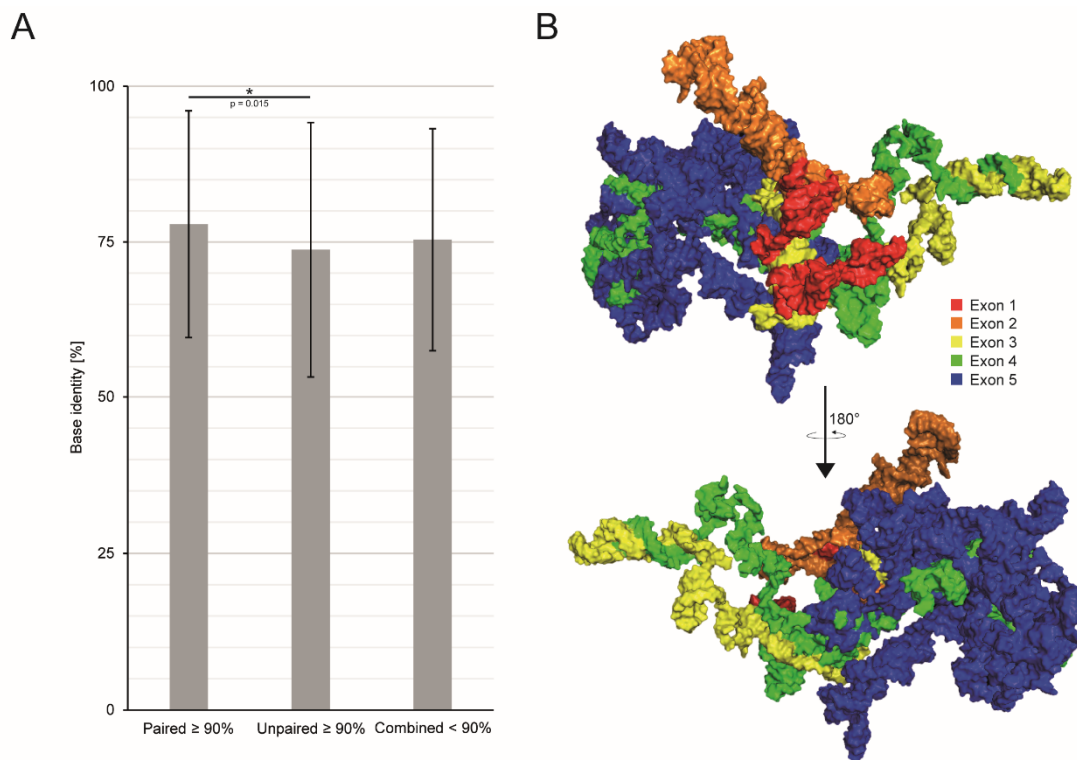 A
B
100
*
p = 0.015
75
50
25
0
Base identity [%]
Paired ≥ 90%
Unpaired ≥ 90%
Combined < 90%
Exon 1
Exon 2
Exon 3
Exon 4
Exon 5
180°